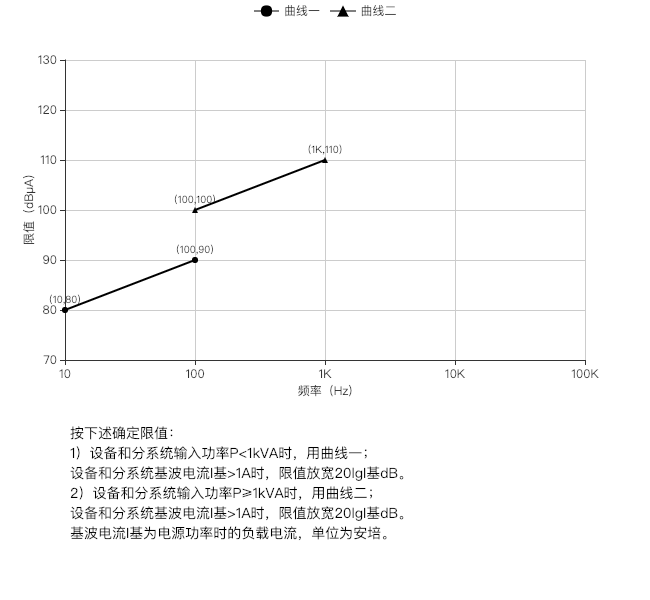 曲线一 曲线二
130
120
110
100
90
80
70
限值（dBμA）
(1K,110)
(100,100)
(100,90)
(10,80)
10 100 1K 10K 100K
频率（Hz）
按下述确定限值：
1）设备和分系统输入功率P<1kVA时，用曲线一；
设备和分系统基波电流I基>1A时，限值放宽20lgI基dB。
2）设备和分系统输入功率P≥1kVA时，用曲线二；
设备和分系统基波电流I基>1A时，限值放宽20lgI基dB。
基波电流I基为电源功率时的负载电流，单位为安培。